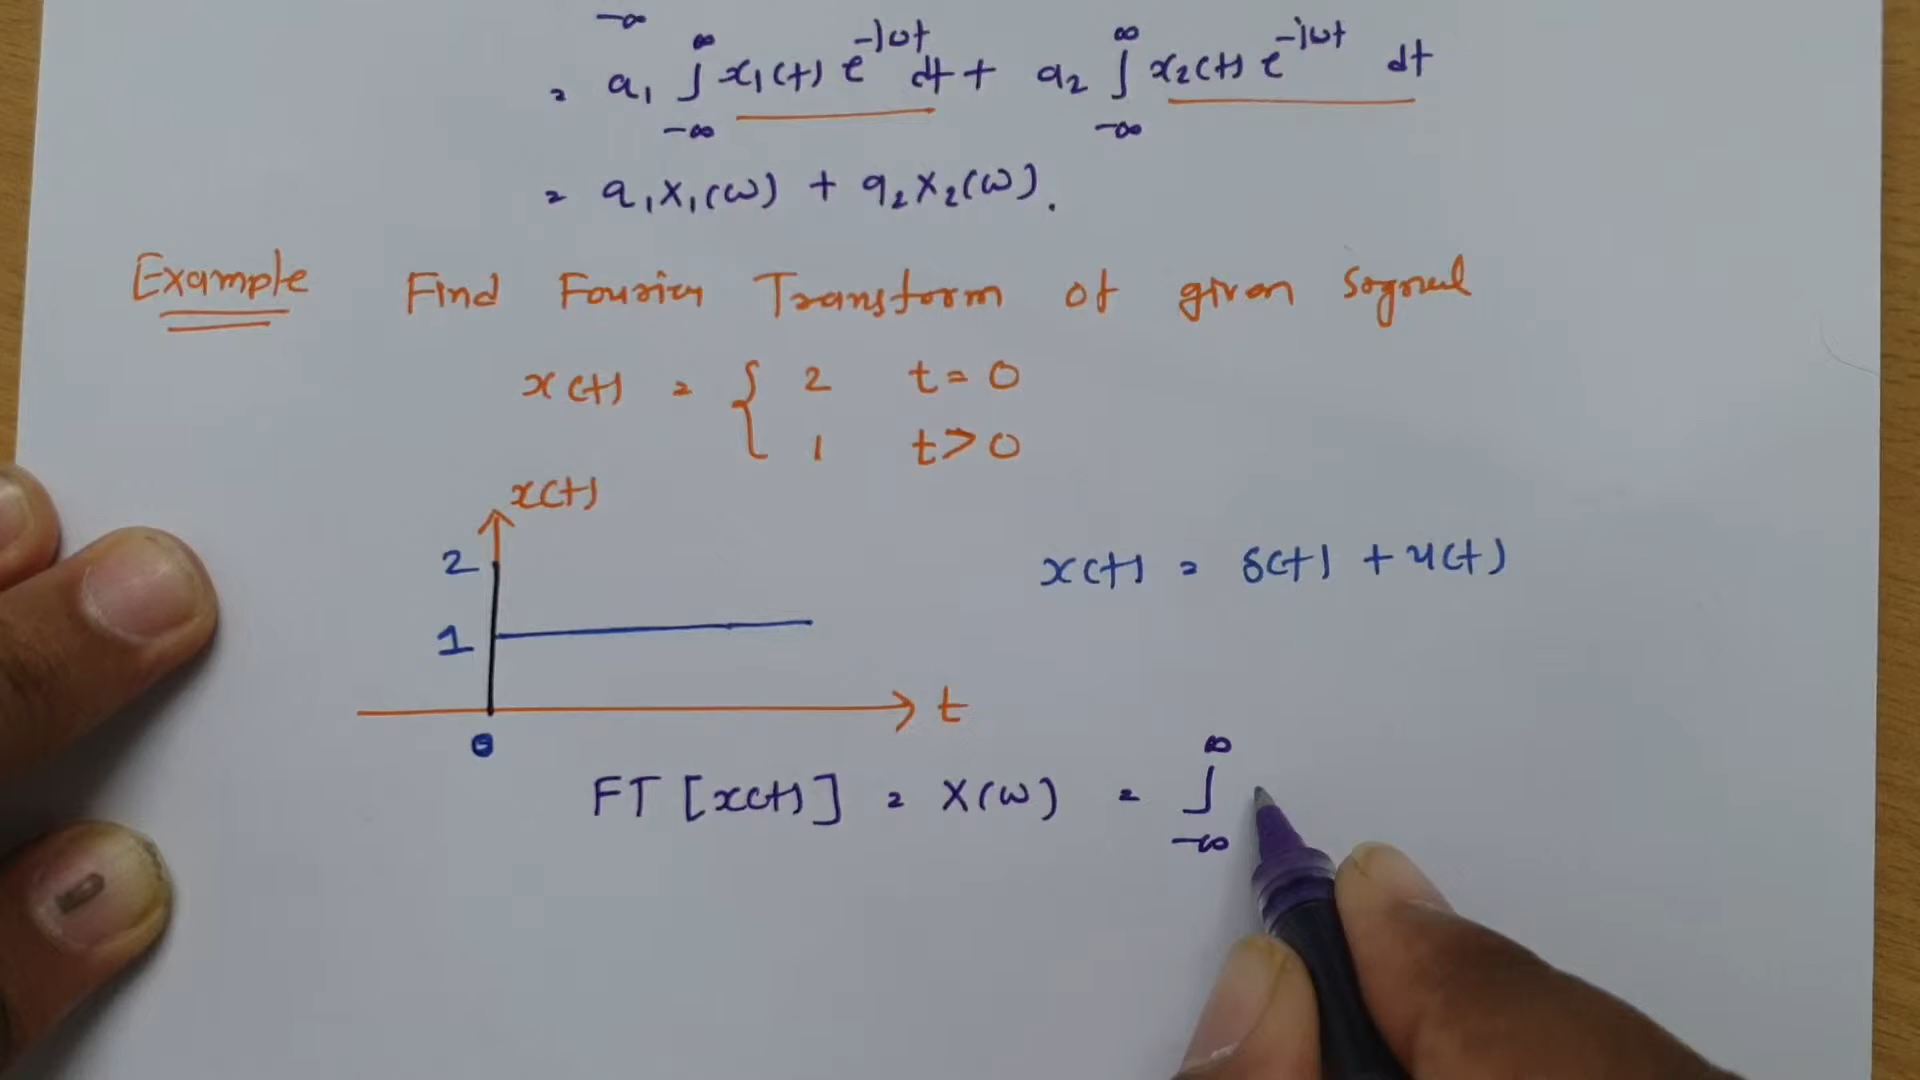 -∞
= a₁ ∫_{-∞}^{∞} x₁(t) e^{-jωt} dt + a₂ ∫_{-∞}^{∞} x₂(t) e^{-jωt} dt
= a₁X₁(ω) + a₂X₂(ω).
Example Find Fourier Transform of given signal
x(t) = { 2 t = 0
1 t > 0
x(t)
2
x(t) = δ(t) + u(t)
1
t
0
FT [x(t)] = X(ω) = ∫_{-∞}^{∞}